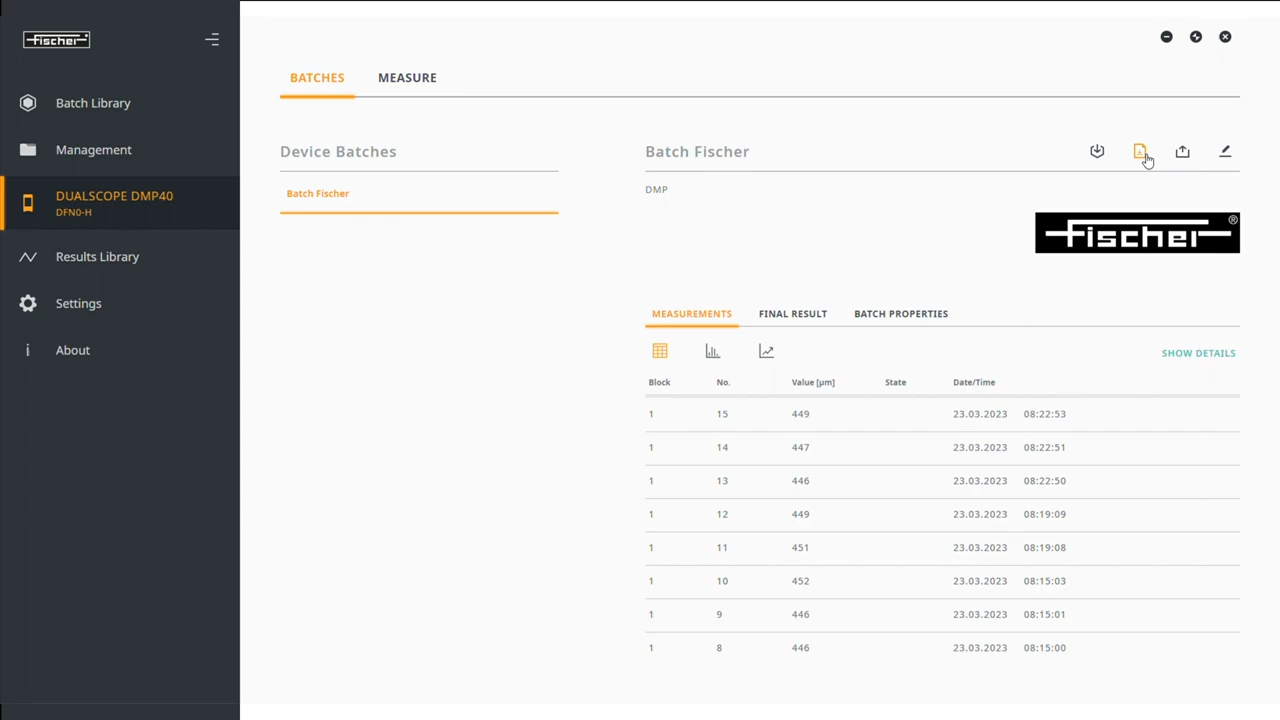 fischer
Batch Library
Management
DUALSCOPE DMP40
DFN0-H
Results Library
Settings
i About
BATCHES MEASURE
Device Batches
Batch Fischer
Batch Fischer
DMP
fischer®
MEASUREMENTS FINAL RESULT BATCH PROPERTIES
SHOW DETAILS
Block No. Value [µm] State Date/Time
1 15 449 23.03.2023 08:22:53
1 14 447 23.03.2023 08:22:51
1 13 446 23.03.2023 08:22:50
1 12 449 23.03.2023 08:19:09
1 11 451 23.03.2023 08:19:08
1 10 452 23.03.2023 08:15:03
1 9 446 23.03.2023 08:15:01
1 8 446 23.03.2023 08:15:00